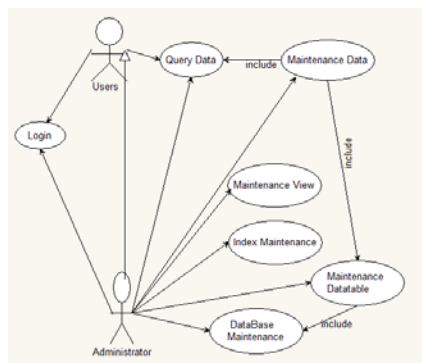 Query Data
include
Maintenance Data
Users
Login
include
Maintenance View
Index Maintenance
Maintenance
Datatable
include
DataBase
Maintenance
Administrator